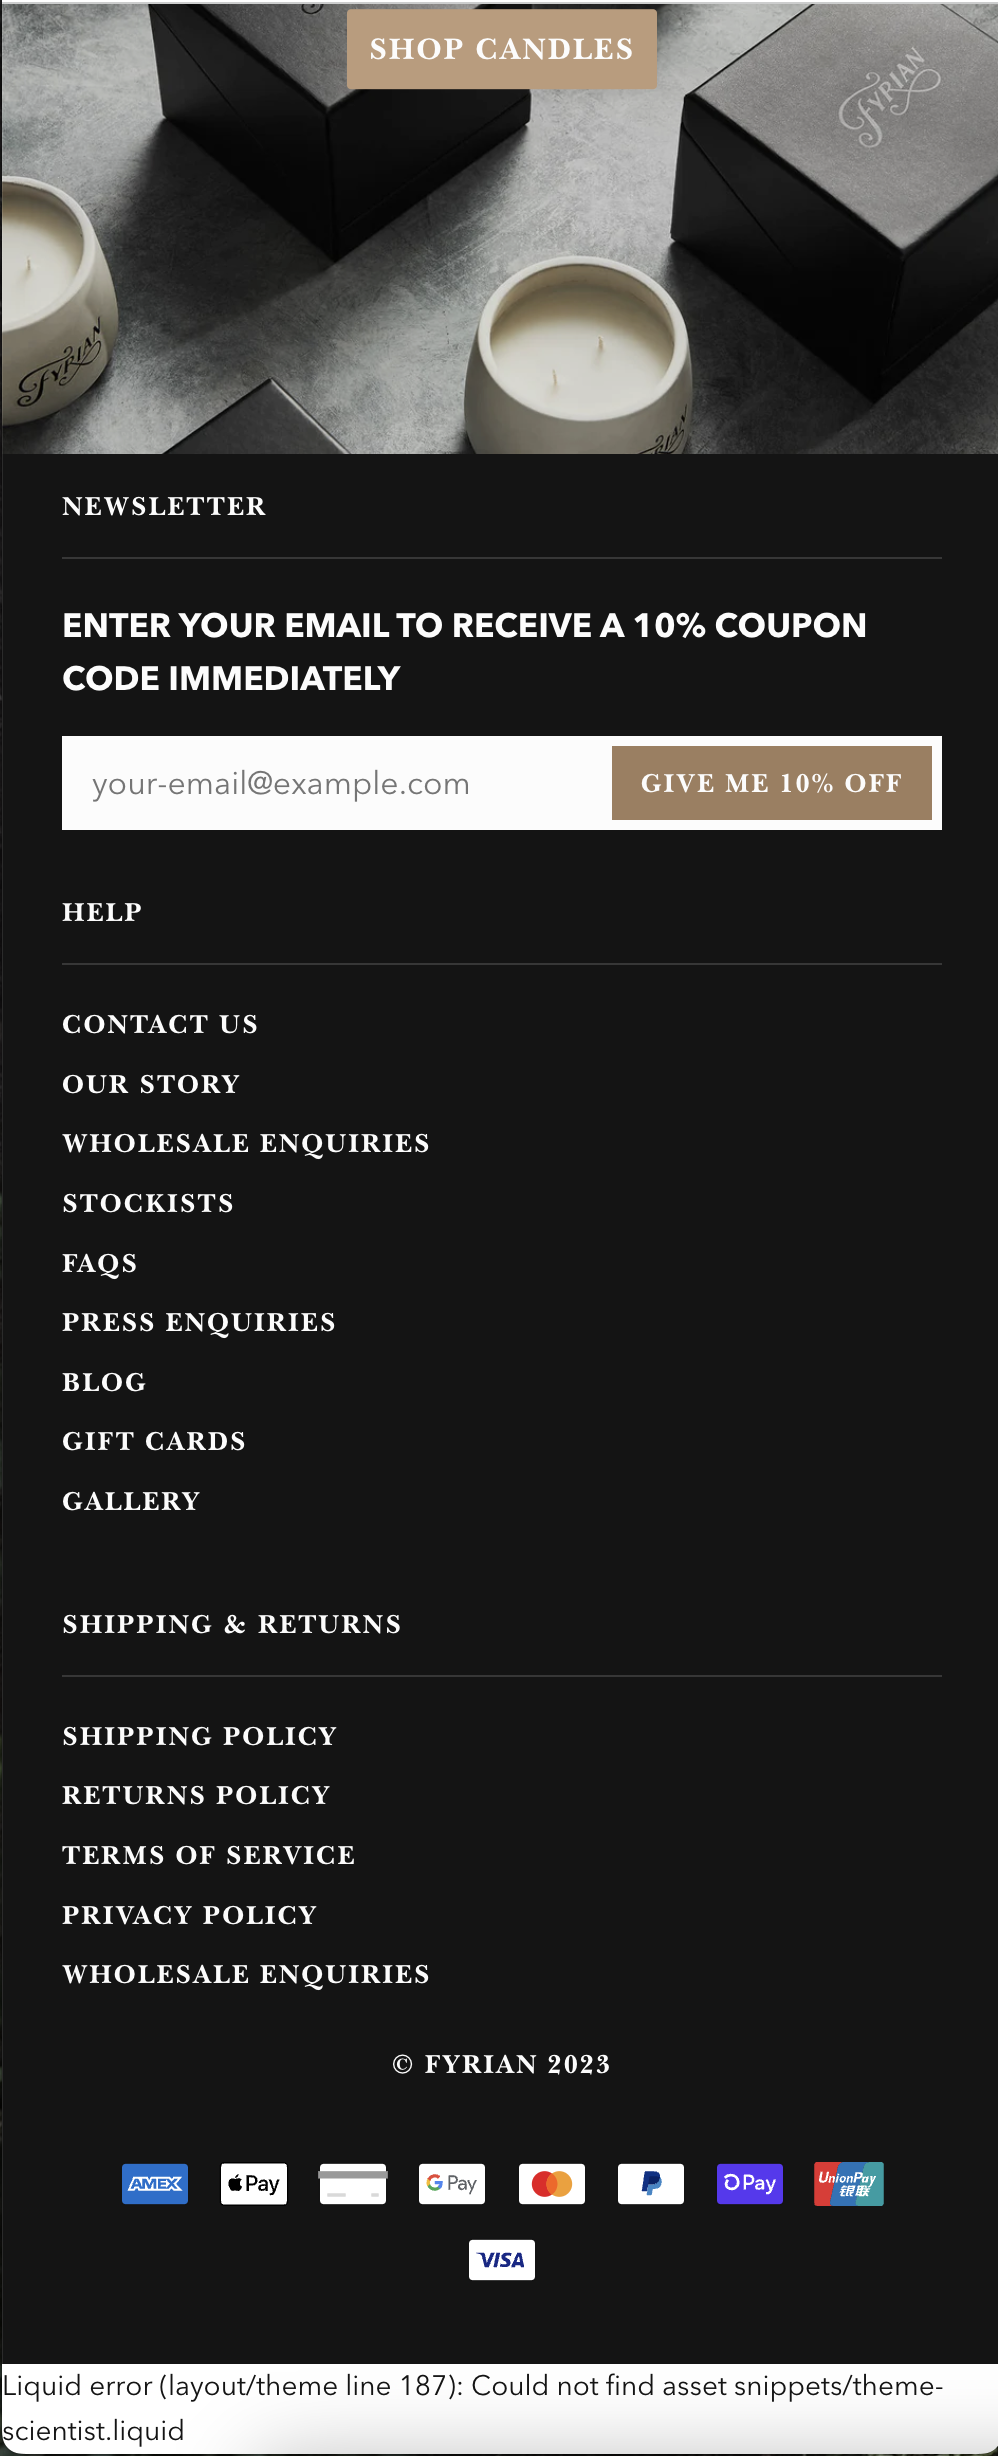 SHOP CANDLES
FYRIAN
FYRIAN
NEWSLETTER
ENTER YOUR EMAIL TO RECEIVE A 10% COUPON
CODE IMMEDIATELY
your-email@example.com
GIVE ME 10% OFF
HELP
CONTACT US
OUR STORY
WHOLESALE ENQUIRIES
STOCKISTS
FAQS
PRESS ENQUIRIES
BLOG
GIFT CARDS
GALLERY
SHIPPING & RETURNS
SHIPPING POLICY
RETURNS POLICY
TERMS OF SERVICE
PRIVACY POLICY
WHOLESALE ENQUIRIES
© FYRIAN 2023
AMEX
Pay
G Pay
Pay
UnionPay
银联
VISA
Liquid error (layout/theme line 187): Could not find asset snippets/theme-
scientist.liquid